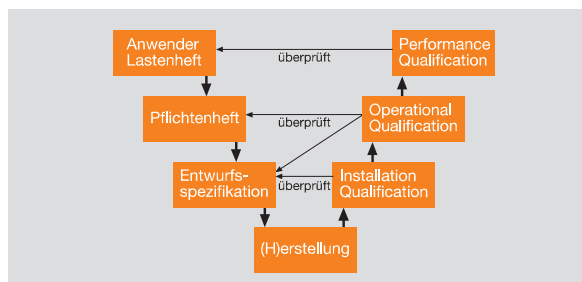 Anwender
Lastenheft
überprüft
Performance
Qualification
Pflichtenheft
überprüft
Operational
Qualification
Entwurfs-
spezifikation
überprüft
Installation
Qualification
(H)erstellung